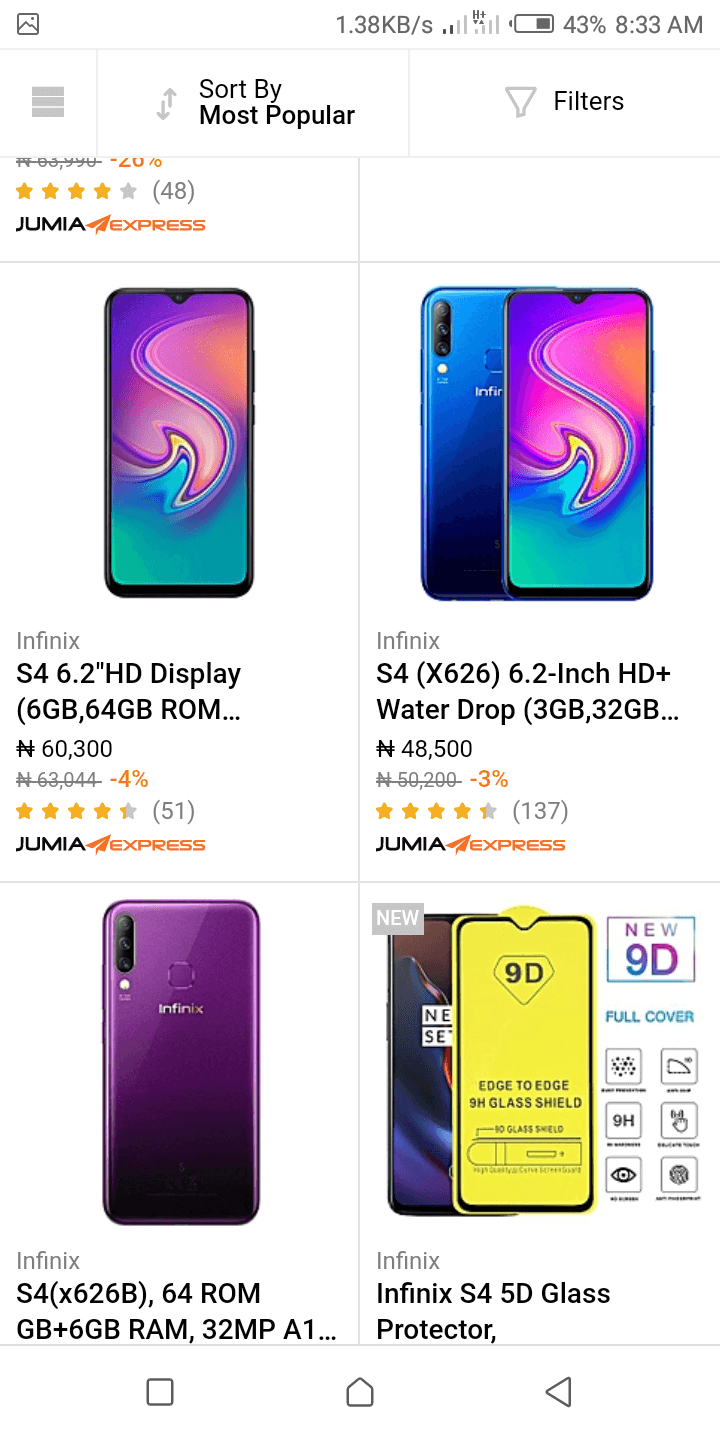 1.38KB/s H+ 43% 8:33 AM
Sort By
Most Popular
Filters
₦ 63,990 -26%
(48)
JUMIA EXPRESS
Infinix
Infinix
S4 6.2"HD Display
(6GB,64GB ROM...
₦ 60,300
₦ 63,044 -4%
(51)
JUMIA EXPRESS
Infinix
S4 (X626) 6.2-Inch HD+
Water Drop (3GB,32GB...
₦ 48,500
₦ 50,200 -3%
(137)
JUMIA EXPRESS
Infinix
NEW
9D
EDGE TO EDGE
9H GLASS SHIELD
9D GLASS SHIELD
NEW
9D
FULL COVER
9H
Infinix
S4(x626B), 64 ROM
GB+6GB RAM, 32MP A1...
Infinix
Infinix S4 5D Glass
Protector,